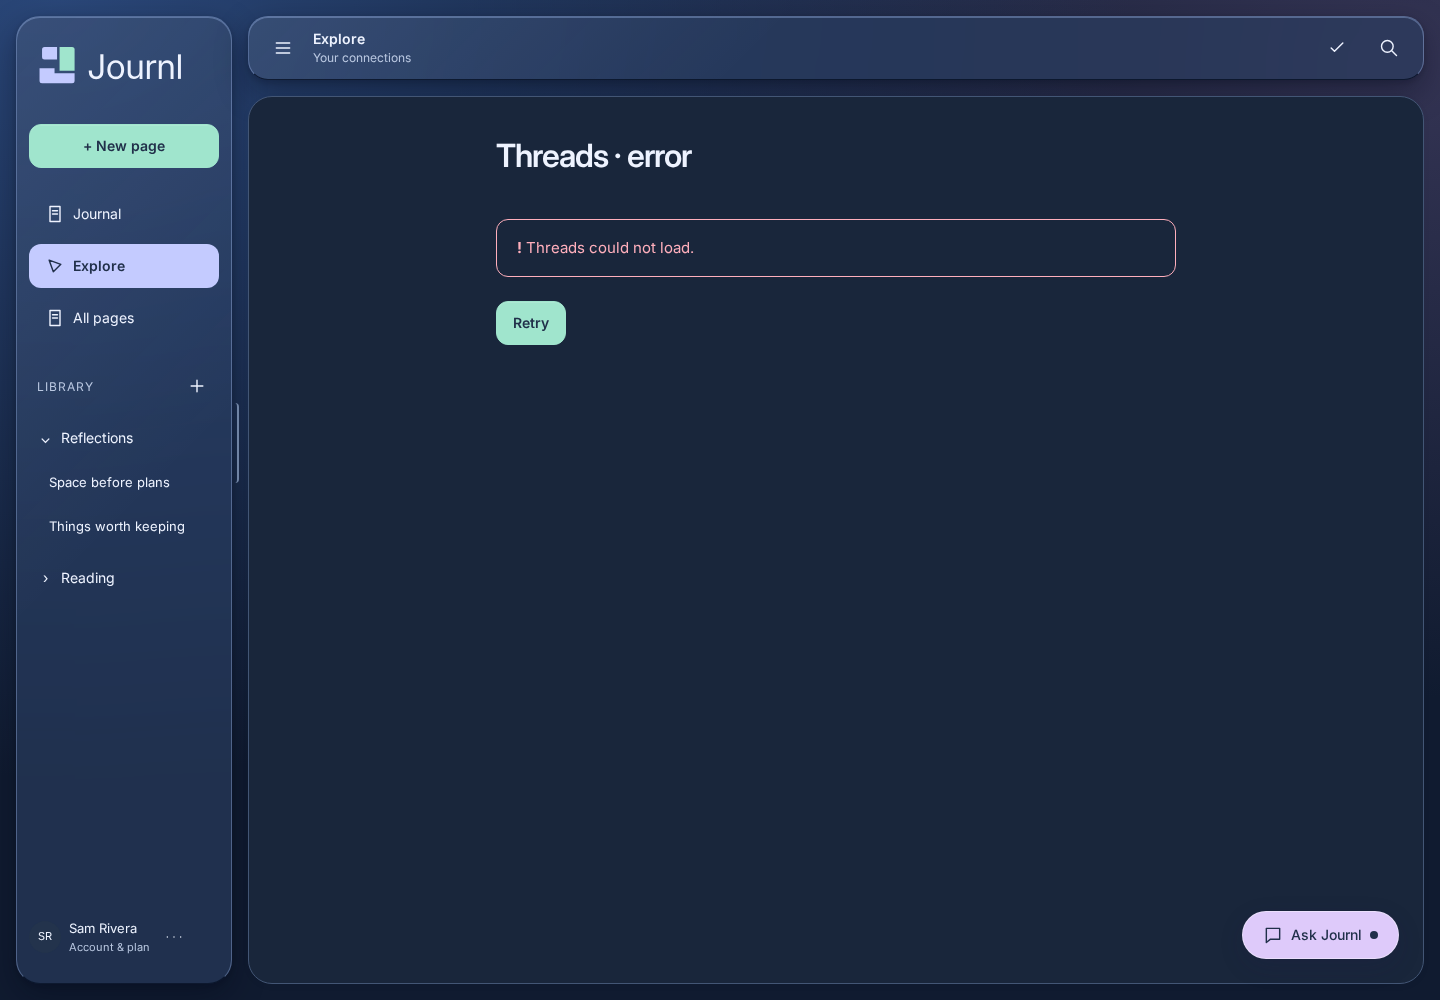 Journl
+ New page
Journal
Explore
All pages
LIBRARY
Reflections
Space before plans
Things worth keeping
Reading
SR
Sam Rivera
Account & plan
Explore
Your connections
Threads · error
! Threads could not load.
Retry
Ask Journl